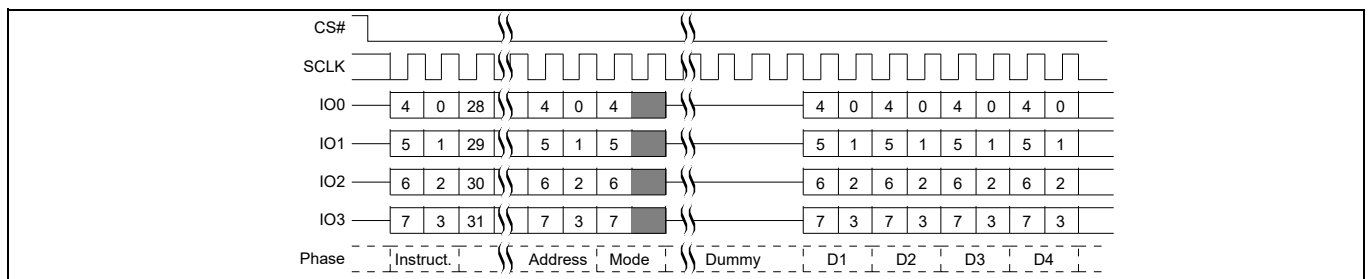 CS#
SCLK
IO0 4 0 28 4 0 4 4 0 4 0 4 0 4 0
IO1 5 1 29 5 1 5 5 1 5 1 5 1 5 1
IO2 6 2 30 6 2 6 6 2 6 2 6 2 6 2
IO3 7 3 31 7 3 7 7 3 7 3 7 3 7 3
Phase Instruct. Address Mode Dummy D1 D2 D3 D4